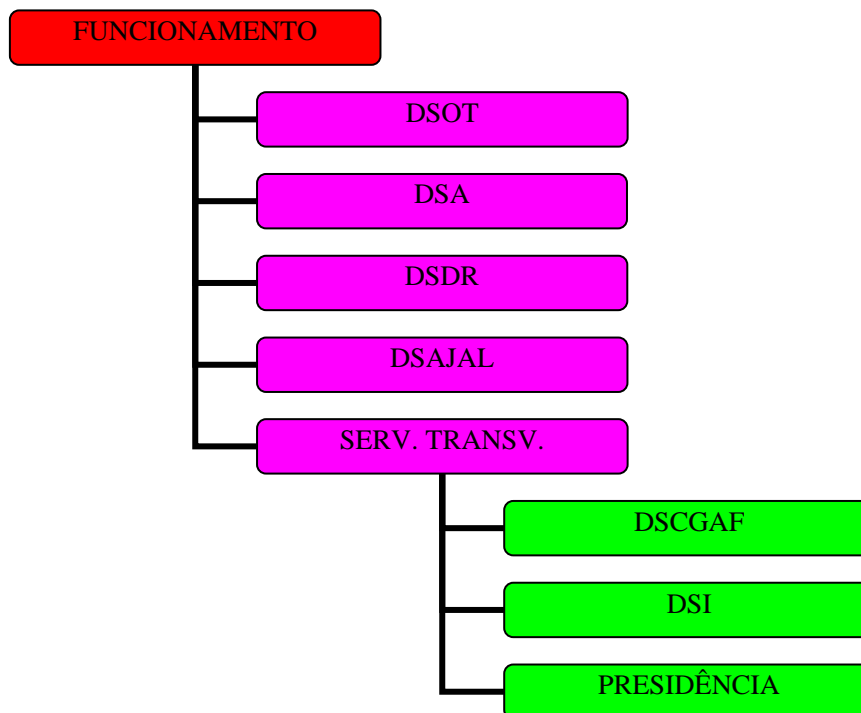 FUNCIONAMENTO
DSOT
DSA
DSDR
DSAJAL
SERV. TRANSV.
DSCGAF
DSI
PRESIDÊNCIA